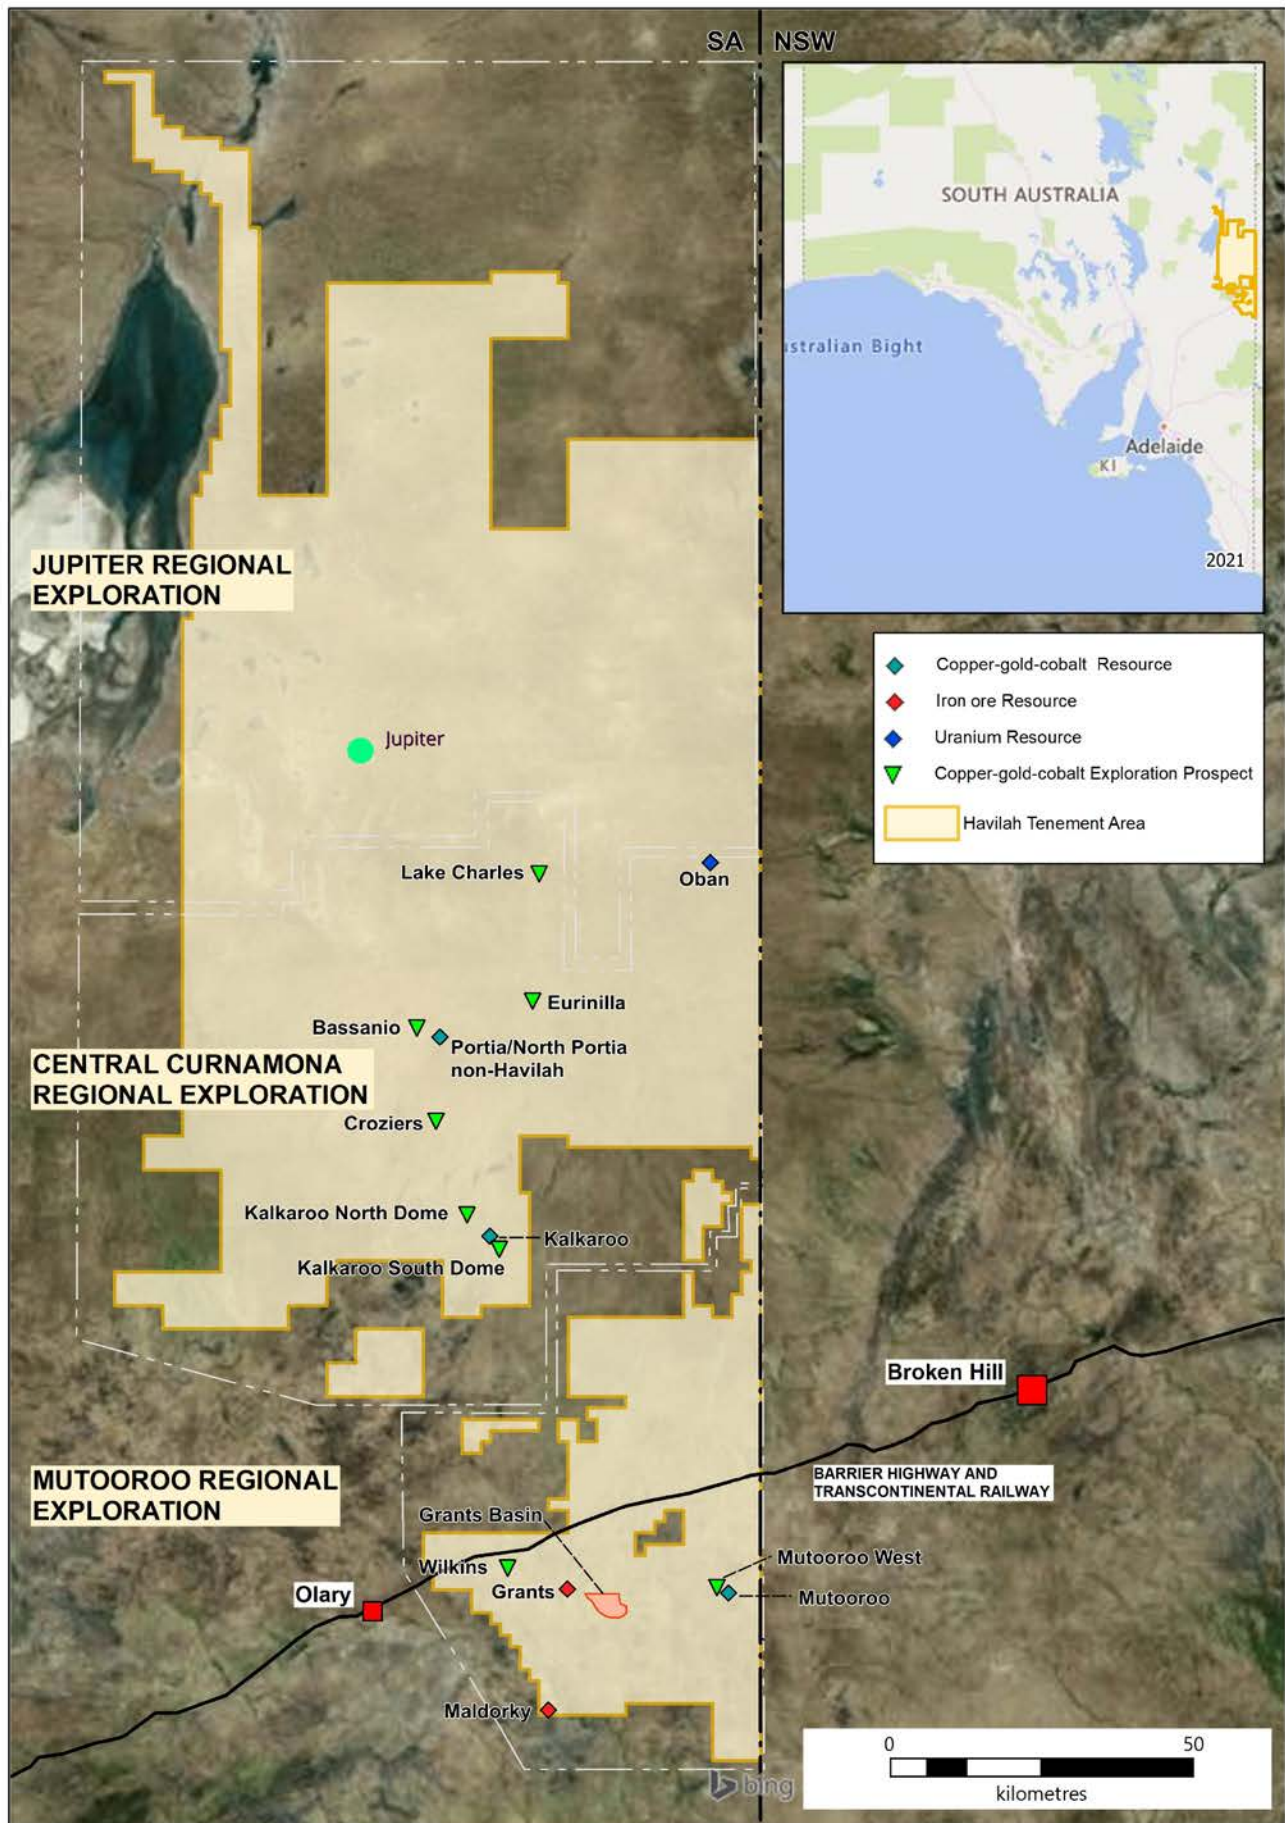 SA NSW
SOUTH AUSTRALIA
ustralian Bight
Adelaide
KI
2021
JUPITER REGIONAL
EXPLORATION
Copper-gold-cobalt Resource
Iron ore Resource
Uranium Resource
Copper-gold-cobalt Exploration Prospect
Havilah Tenement Area
Jupiter
Lake Charles
Oban
Eurinilla
Bassanio
Portia/North Portia
non-Havilah
CENTRAL CURNAMONA
REGIONAL EXPLORATION
Croziers
Kalkaroo North Dome
Kalkaroo
Kalkaroo South Dome
Broken Hill
BARRIER HIGHWAY AND
TRANSCONTINENTAL RAILWAY
MUTOOROO REGIONAL
EXPLORATION
Grants Basin
Wilkins
Mutooroo West
Grants
Mutooroo
Olary
Maldorky
0 50
kilometres
bing